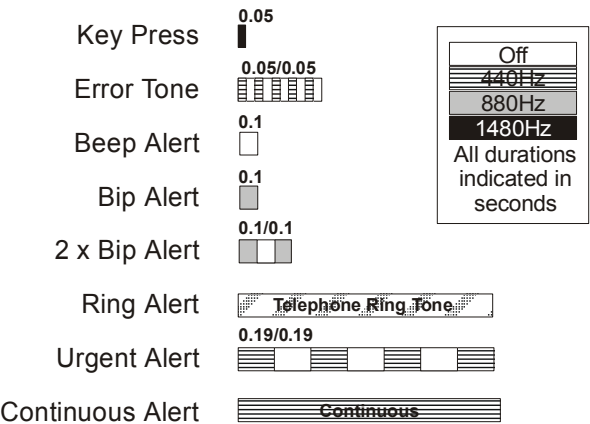 0.05
Key Press
0.05/0.05
Error Tone
0.1
Beep Alert
0.1
Bip Alert
0.1/0.1
2 x Bip Alert
Ring Alert
Telephone Ring Tone
0.19/0.19
Urgent Alert
Continuous Alert
Continuous
Off
440Hz
880Hz
1480Hz
All durations
indicated in
seconds